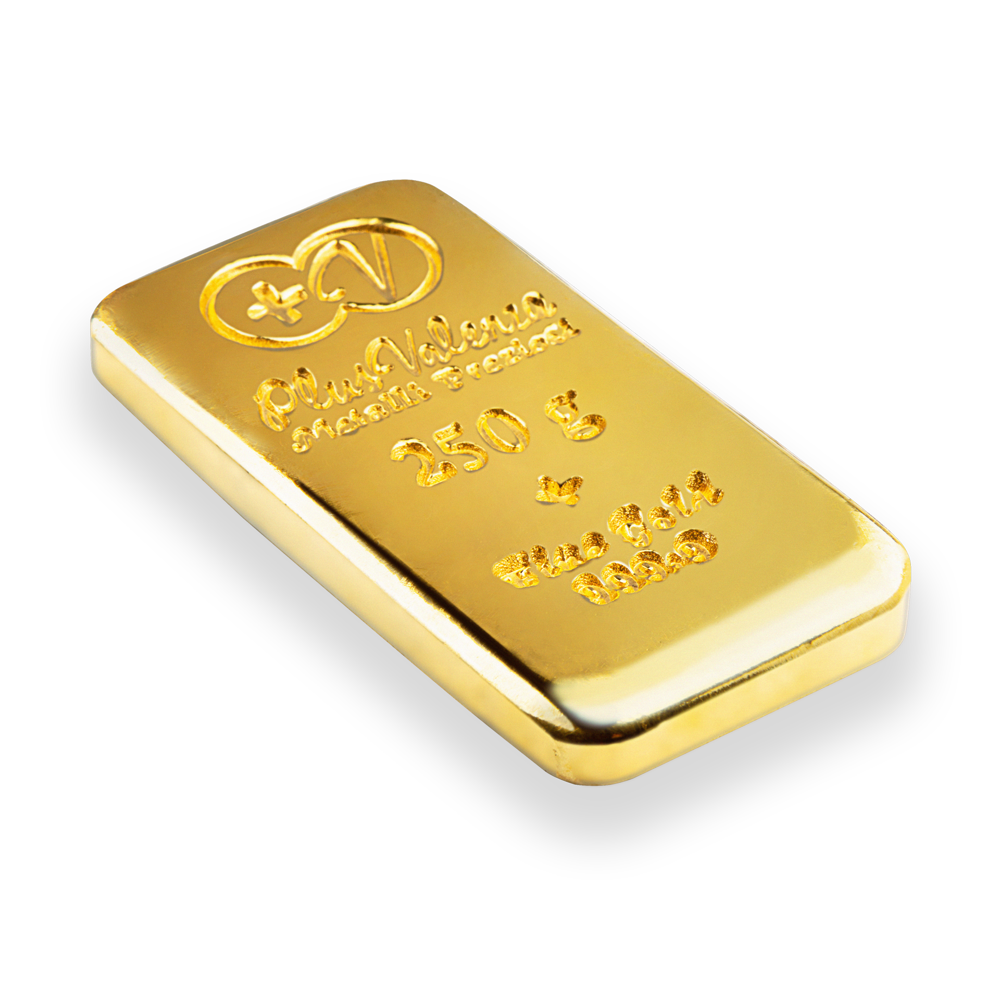 +V
PlusValenza
Metalli Preziosi
250 g
Fine Gold
999.9